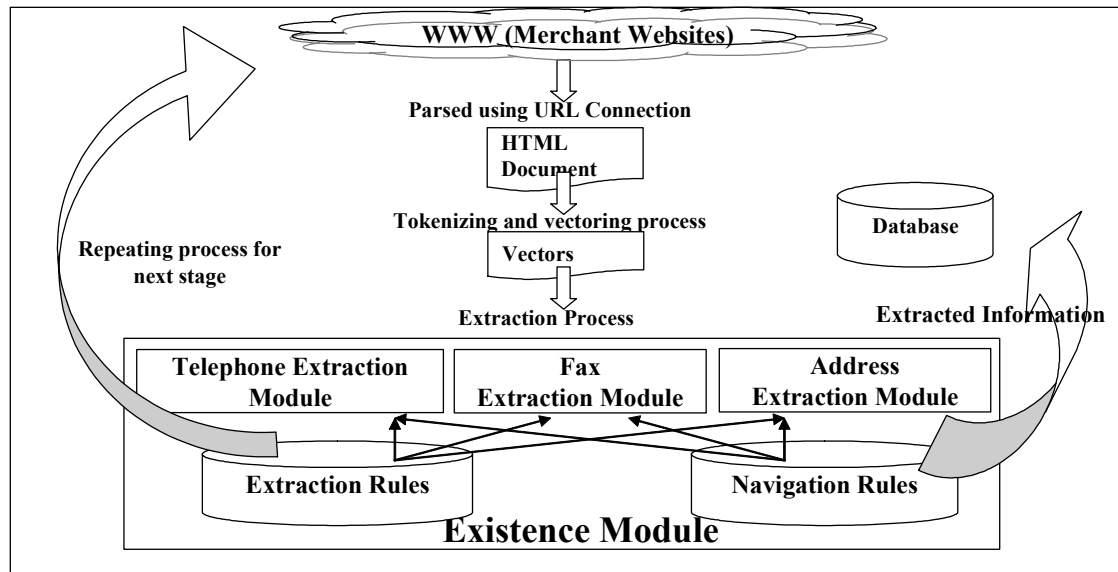 WWW (Merchant Websites)
Parsed using URL Connection
HTML
Document
Tokenizing and vectoring process
Vectors
Extraction Process
Repeating process for
next stage
Database
Extracted Information
Telephone Extraction
Module
Fax
Extraction Module
Address
Extraction Module
Extraction Rules
Navigation Rules
Existence Module